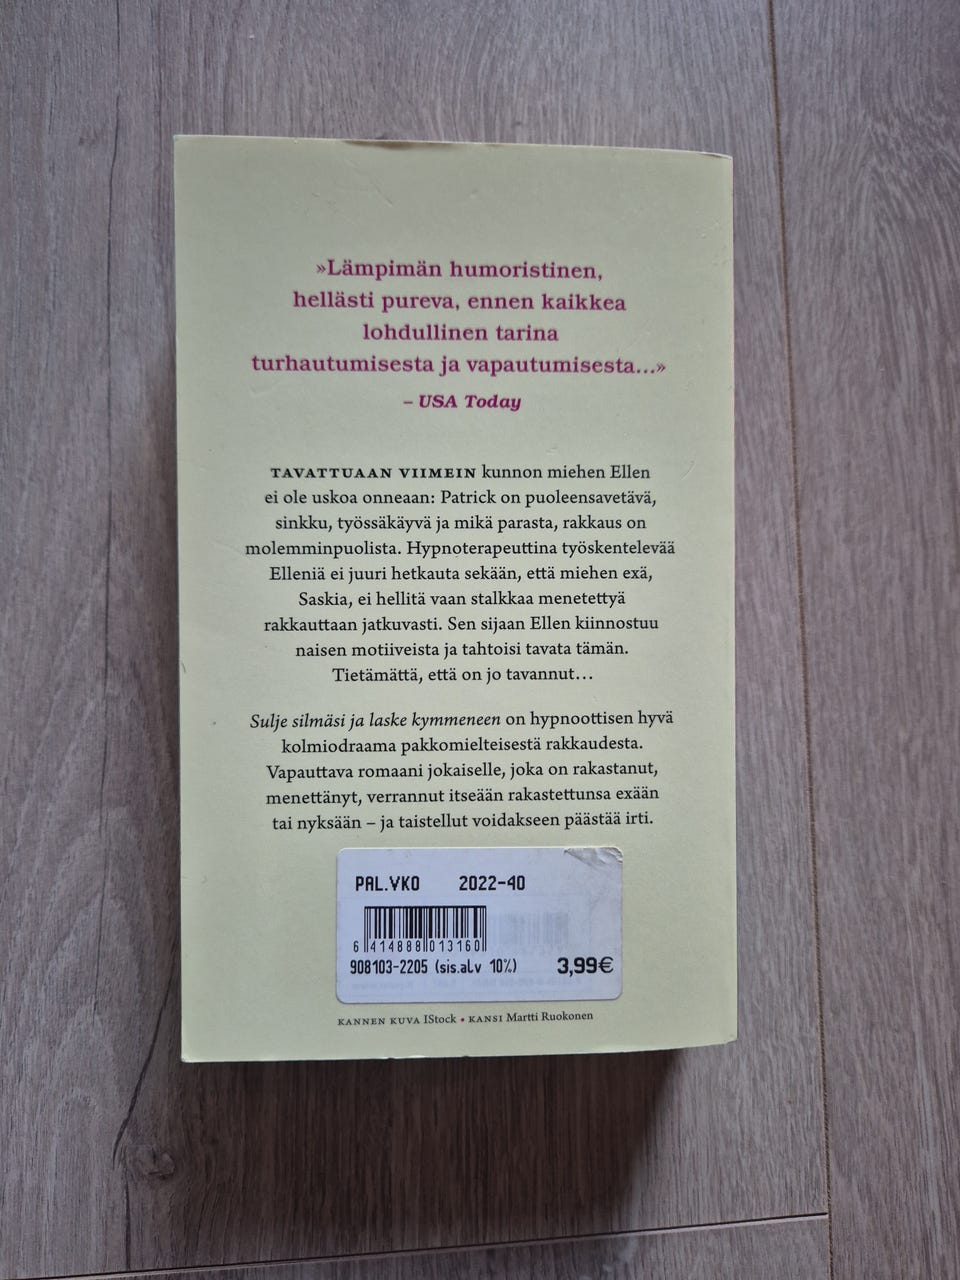 »Lämpimän humoristinen,
hellästi pureva, ennen kaikkea
lohdullinen tarina
turhautumisesta ja vapautumisesta...»
– USA Today
TAVATTUAAN VIIMEIN kunnon miehen Ellen
ei ole uskoa onneaan: Patrick on puoleensavetävä,
sinkku, työssäkäyvä ja mikä parasta, rakkaus on
molemminpuolista. Hypnoterapeuttina työskentelevää
Elleniä ei juuri hetkauta sekään, että miehen exä,
Saskia, ei hellitä vaan stalkkaa menetettyä
rakkauttaan jatkuvasti. Sen sijaan Ellen kiinnostuu
naisen motiiveista ja tahtoisi tavata tämän.
Tietämättä, että on jo tavannut...
Sulje silmäsi ja laske kymmeneen on hypnoottisen hyvä
kolmiodraama pakkomielteisestä rakkaudesta.
Vapauttava romaani jokaiselle, joka on rakastanut,
menettänyt, verrannut itseään rakastettunsa exään
tai nyksään – ja taistellut voidakseen päästää irti.
PAL.VKO 2022-40
6 414888 013160
908103-2205 (sis.alv 10%) 3,99€
KANNEN KUVA IStock • KANSI Martti Ruokonen